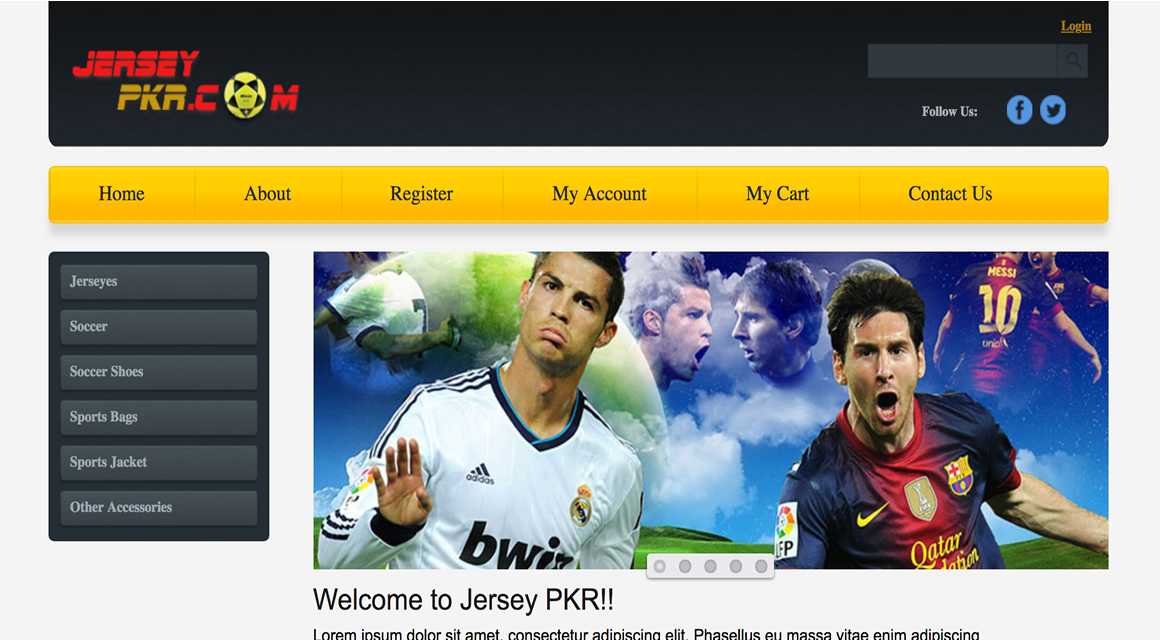 Login
JERSEY
PKR.COM
Follow Us:
Home About Register My Account My Cart Contact Us
Jerseyes
Soccer
Soccer Shoes
Sports Bags
Sports Jacket
Other Accessories
MESSI
10
unicef
adidas
bwin
LFP
Qatar
Foundation
Welcome to Jersey PKR!!
Lorem ipsum dolor sit amet, consectetur adipiscing elit. Phasellus eu massa vitae enim adipiscing